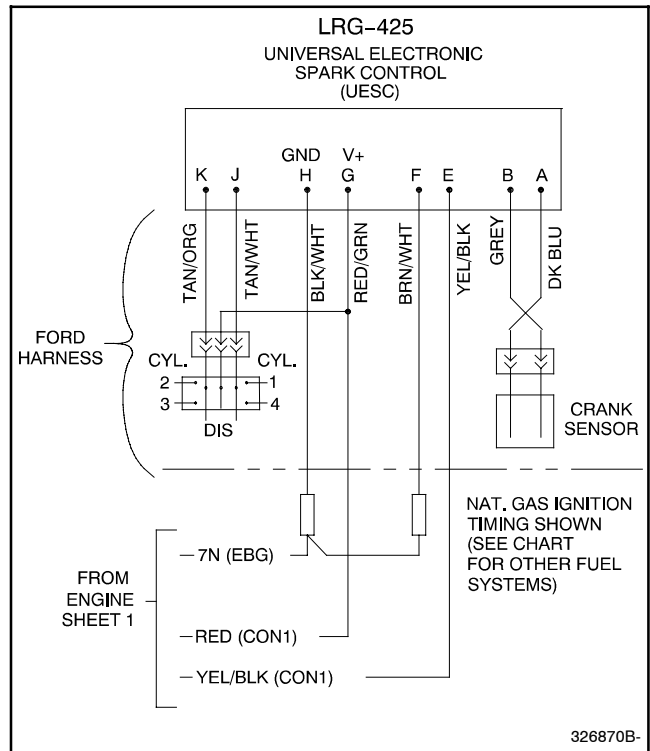 LRG–425
UNIVERSAL ELECTRONIC
SPARK CONTROL
(UESC)
GND V+
K J H G F E B A
TAN/ORG
TAN/WHT
BLK/WHT
RED/GRN
BRN/WHT
YEL/BLK
GREY
DK BLU
FORD
HARNESS
CYL. CYL.
2 1
3 4
DIS
CRANK
SENSOR
NAT. GAS IGNITION
TIMING SHOWN
(SEE CHART
FOR OTHER FUEL
SYSTEMS)
FROM
ENGINE
SHEET 1
7N (EBG)
RED (CON1)
YEL/BLK (CON1)
326870B-